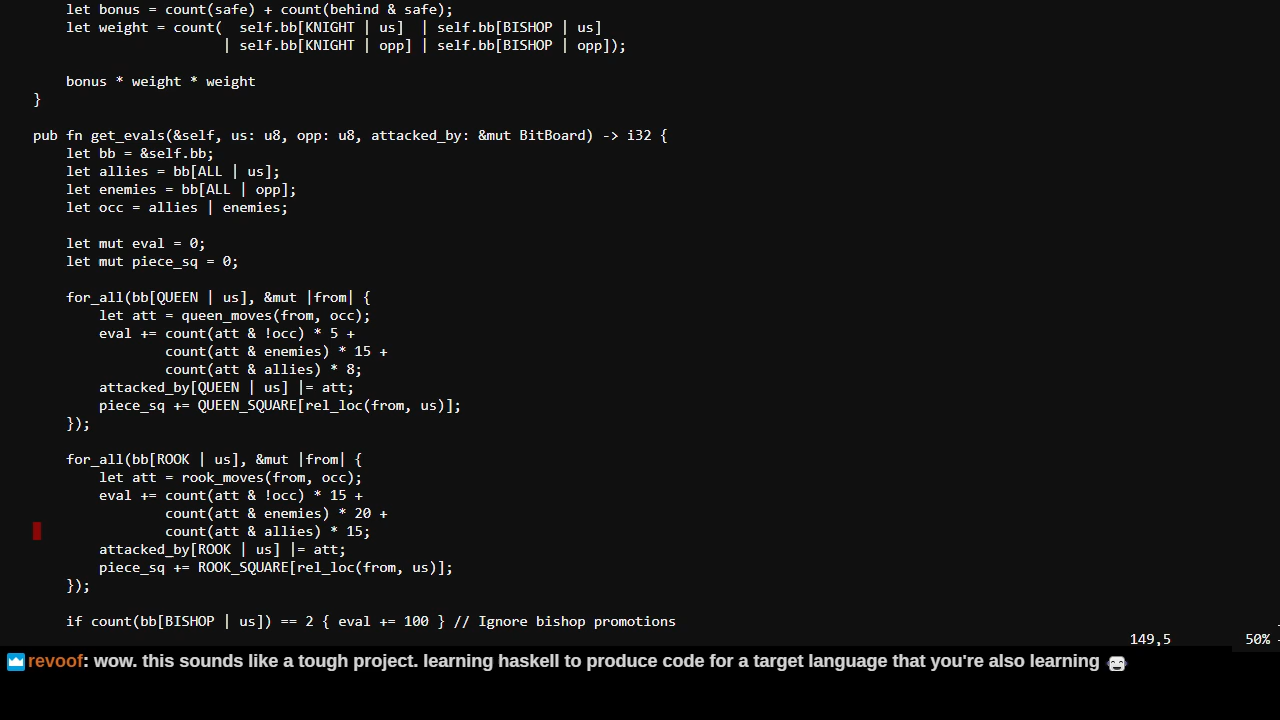 let bonus = count(safe) + count(behind & safe);
let weight = count(  self.bb[KNIGHT | us]  | self.bb[BISHOP | us]
| self.bb[KNIGHT | opp] | self.bb[BISHOP | opp]);
bonus * weight * weight
}
pub fn get_evals(&self, us: u8, opp: u8, attacked_by: &mut BitBoard) -> i32 {
let bb = &self.bb;
let allies = bb[ALL | us];
let enemies = bb[ALL | opp];
let occ = allies | enemies;
let mut eval = 0;
let mut piece_sq = 0;
for_all(bb[QUEEN | us], &mut |from| {
let att = queen_moves(from, occ);
eval += count(att & !occ) * 5 +
count(att & enemies) * 15 +
count(att & allies) * 8;
attacked_by[QUEEN | us] |= att;
piece_sq += QUEEN_SQUARE[rel_loc(from, us)];
});
for_all(bb[ROOK | us], &mut |from| {
let att = rook_moves(from, occ);
eval += count(att & !occ) * 15 +
count(att & enemies) * 20 +
count(att & allies) * 15;
attacked_by[ROOK | us] |= att;
piece_sq += ROOK_SQUARE[rel_loc(from, us)];
});
if count(bb[BISHOP | us]) == 2 { eval += 100 } // Ignore bishop promotions
149,5 50%
revoof: wow. this sounds like a tough project. learning haskell to produce code for a target language that you're also learning